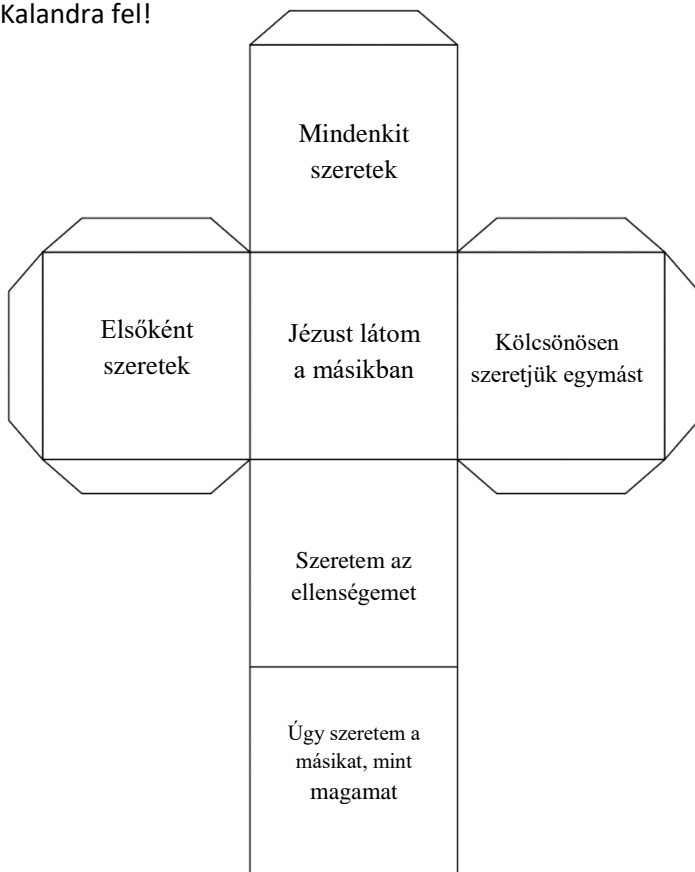 Kalandra fel!
Mindenkit
szeretek
Elsőként
szeretek
Jézust látom
a másikban
Kölcsönösen
szeretjük egymást
Szeretem az
ellenségemet
Úgy szeretem a
másikat, mint
magamat